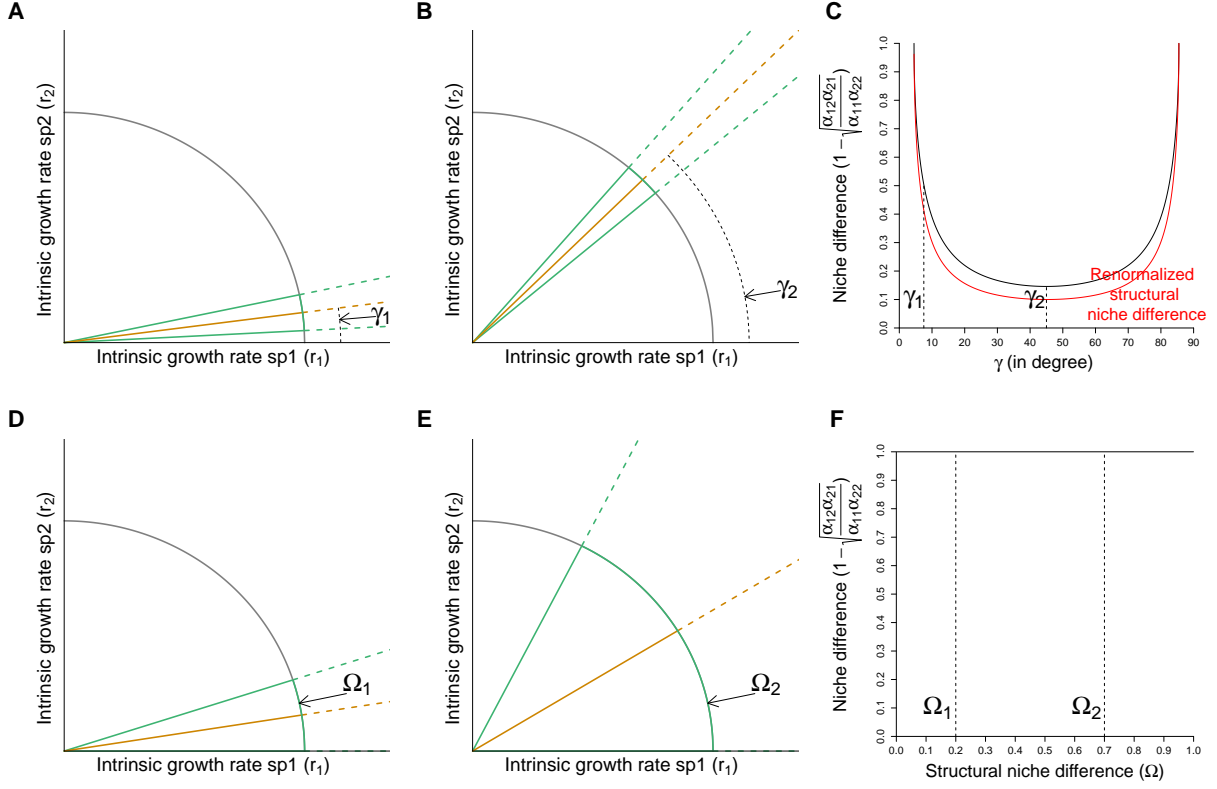 A
Intrinsic growth rate sp2 (r₂)
Intrinsic growth rate sp1 (r₁)
γ₁
B
Intrinsic growth rate sp2 (r₂)
Intrinsic growth rate sp1 (r₁)
γ₂
C
Niche difference (1 − √(α₁₂α₂₁ / α₁₁α₂₂))
0.0 0.1 0.2 0.3 0.4 0.5 0.6 0.7 0.8 0.9 1.0
γ₁
γ₂
Renormalized
structural
niche difference
0 10 20 30 40 50 60 70 80 90
γ (in degree)
D
Intrinsic growth rate sp2 (r₂)
Intrinsic growth rate sp1 (r₁)
Ω₁
E
Intrinsic growth rate sp2 (r₂)
Intrinsic growth rate sp1 (r₁)
Ω₂
F
Niche difference (1 − √(α₁₂α₂₁ / α₁₁α₂₂))
0.0 0.1 0.2 0.3 0.4 0.5 0.6 0.7 0.8 0.9 1.0
Ω₁
Ω₂
0.0 0.1 0.2 0.3 0.4 0.5 0.6 0.7 0.8 0.9 1.0
Structural niche difference (Ω)